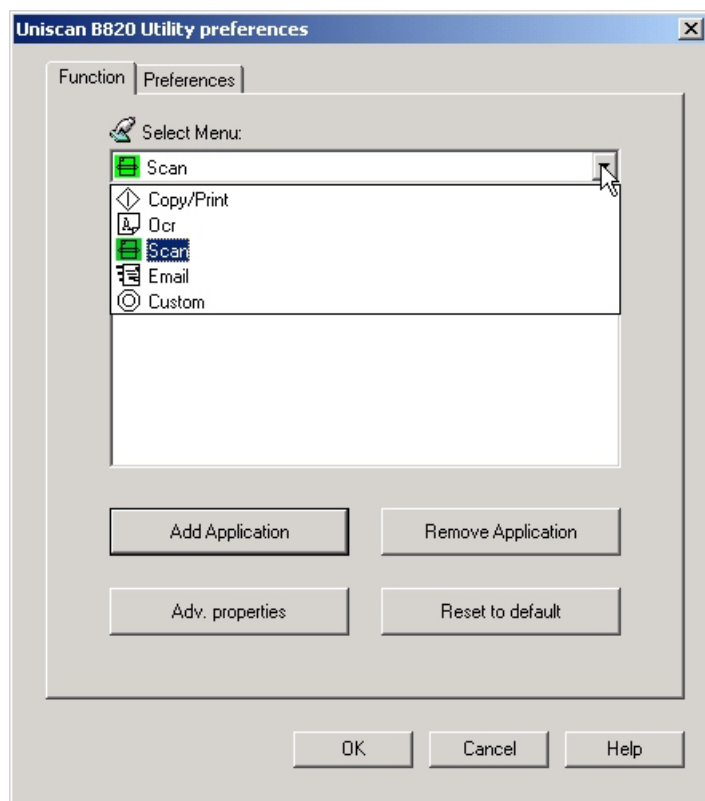 Uniscan B820 Utility preferences
Function Preferences
Select Menu:
Scan
Copy/Print
Ocr
Scan
Email
Custom
Add Application Remove Application
Adv. properties Reset to default
OK Cancel Help